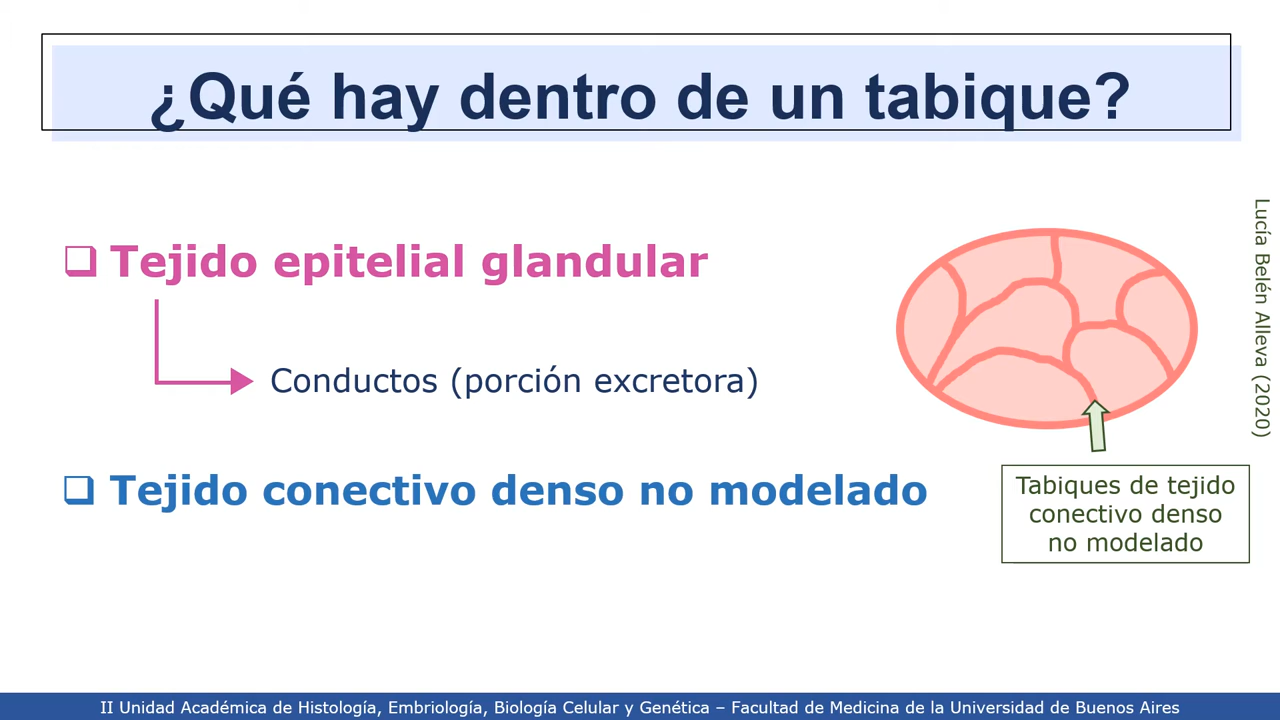 ¿Qué hay dentro de un tabique?
Tejido epitelial glandular
Conductos (porción excretora)
Tejido conectivo denso no modelado
Tabiques de tejido
conectivo denso
no modelado
Lucía Belén Alleva (2020)
II Unidad Académica de Histología, Embriología, Biología Celular y Genética – Facultad de Medicina de la Universidad de Buenos Aires